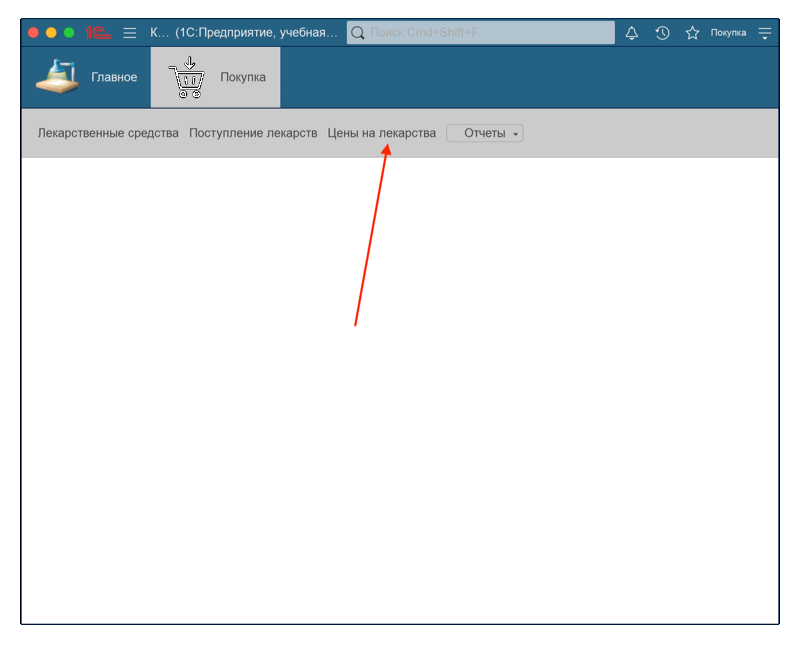 1С К... (1С:Предприятие, учебная... Поиск Cmd+Shift+F Покупка
Главное Покупка
Лекарственные средства Поступление лекарств Цены на лекарства Отчеты